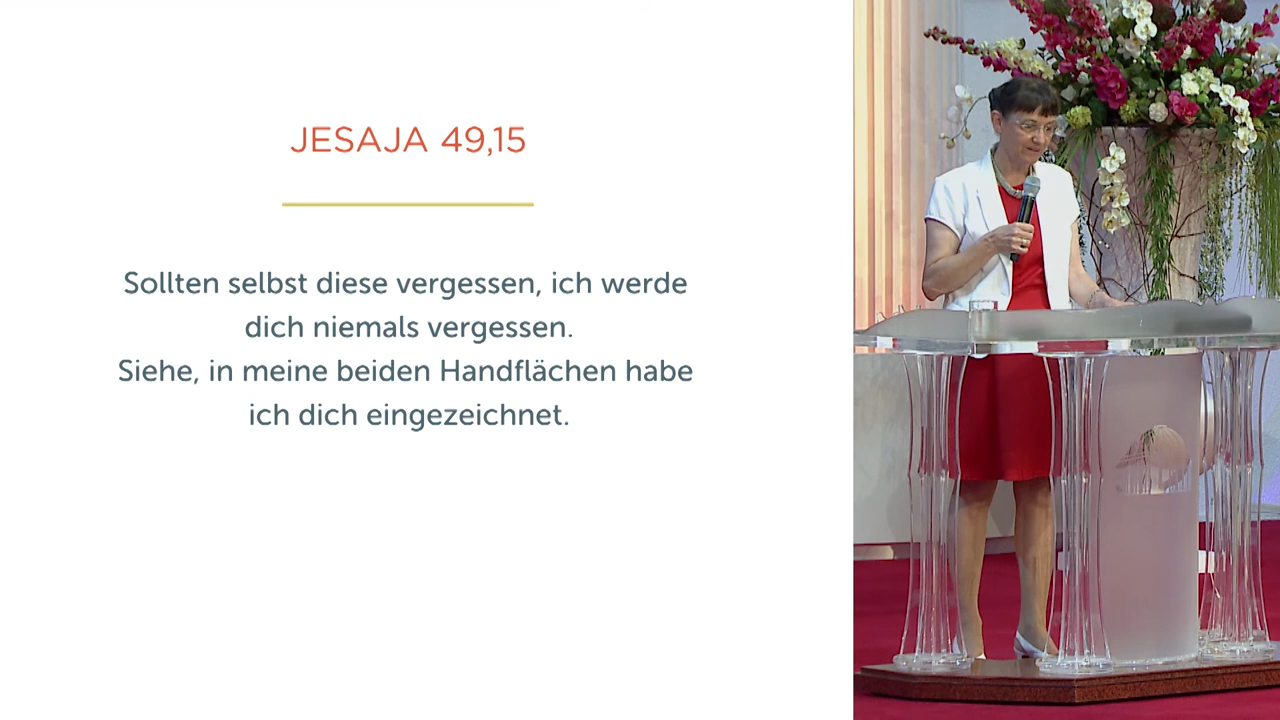 JESAJA 49,15
Sollten selbst diese vergessen, ich werde
dich niemals vergessen.
Siehe, in meine beiden Handflächen habe
ich dich eingezeichnet.